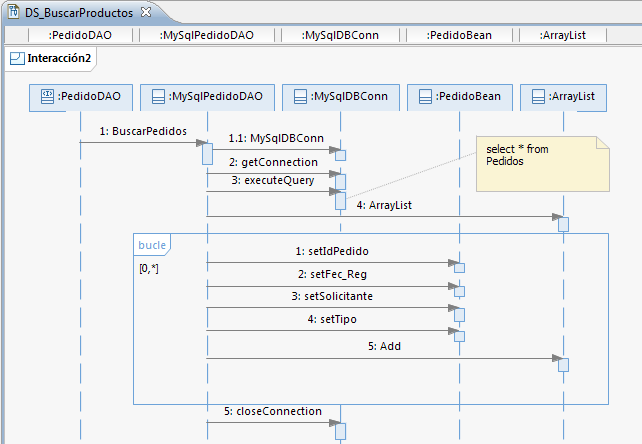 DS_BuscarProductos
:PedidoDAO :MySqlPedidoDAO :MySqlDBConn :PedidoBean :ArrayList
Interacción2
:PedidoDAO :MySqlPedidoDAO :MySqlDBConn :PedidoBean :ArrayList
1: BuscarPedidos
1.1: MySqlDBConn
select * from
Pedidos
2: getConnection
3: executeQuery
4: ArrayList
bucle
[0,*]
1: setIdPedido
2: setFec_Reg
3: setSolicitante
4: setTipo
5: Add
5: closeConnection